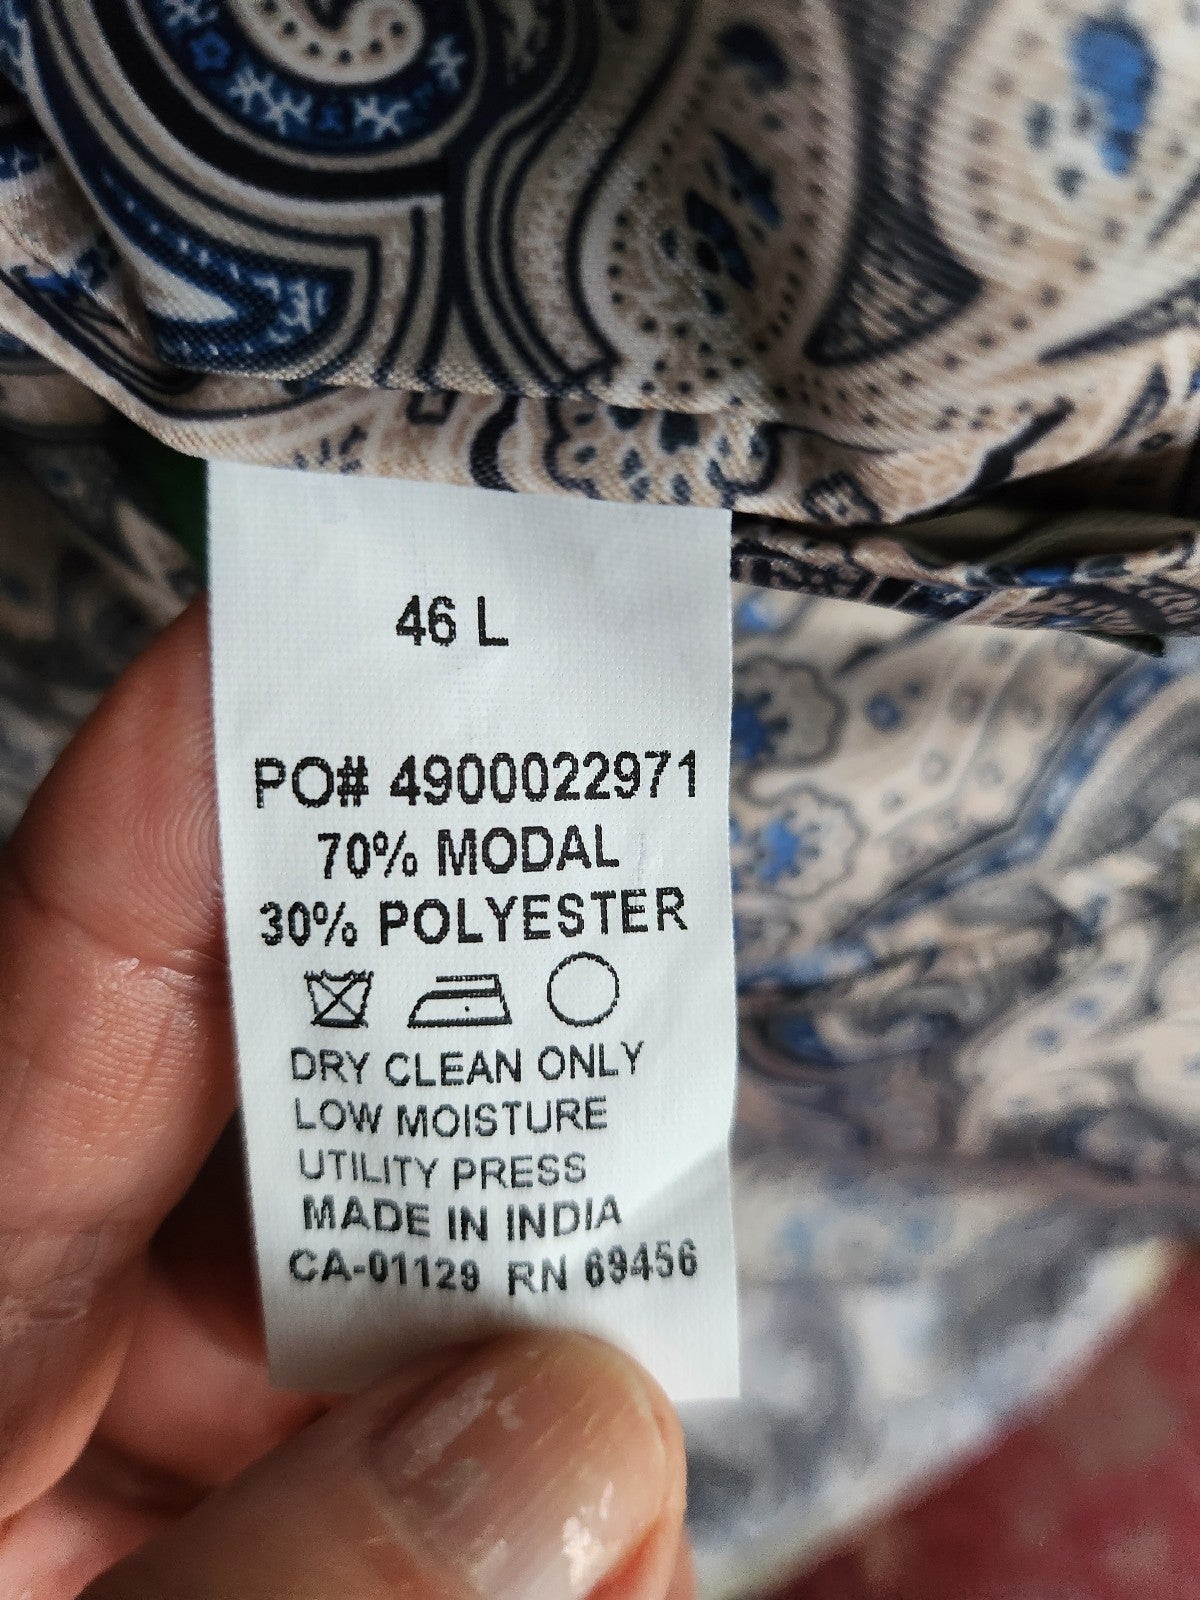 46 L
PO# 4900022971
70% MODAL
30% POLYESTER
DRY CLEAN ONLY
LOW MOISTURE
UTILITY PRESS
MADE IN INDIA
CA-01129 RN 69456